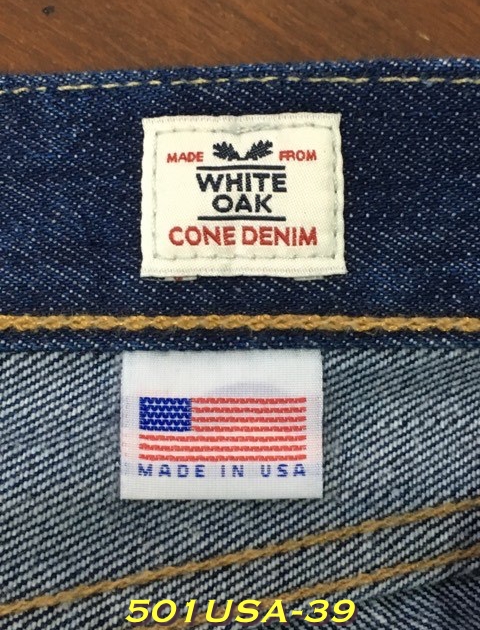 MADE FROM
WHITE
OAK
CONE DENIM
MADE IN USA
501USA-39